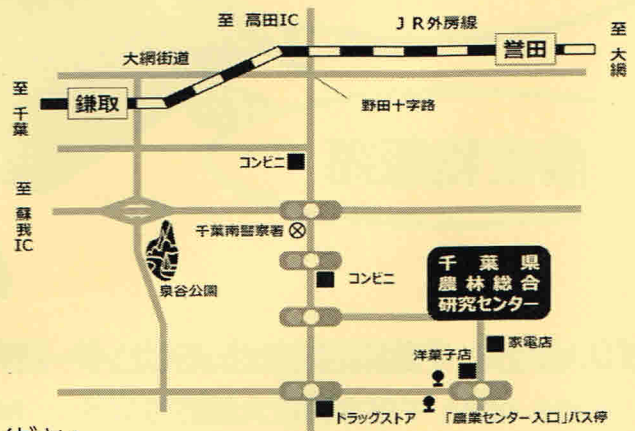 至 高田IC
JR外房線
至 大網
大網街道
誉田
至 千葉
鎌取
野田十字路
コンビニ
至 蘇我IC
千葉南警察署
泉谷公園
コンビニ
千葉県
農林総合
研究センター
家電店
洋菓子店
ドラッグストア
「農業センター入口」バス停